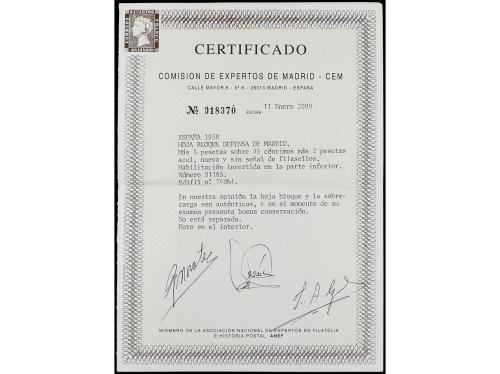 CERTIFICADO
COMISION DE EXPERTOS DE MADRID - CEM
CALLE MAYOR, 6 - 5º-6 - 28013 MADRID - ESPAÑA
№ 018370 FECHA 11 Enero 2000
ESPAÑA 1938
HOJA BLOQUE DEFENSA DE MADRID.
Más 5 pesetas sobre 45 céntimos más 2 pesetas
azul, nueva y sin señal de fijasellos.
Habilitación invertida en la parte inferior.
Número 01185.
Edifil nº
En nuestra opinión la hoja bloque y la sobre-
carga son auténticas, y en el momento de su
examen presenta buena conservación.
No está reparada.
Foto en el interior.
MIEMBRO DE LA ASOCIACION NACIONAL DE EXPERTOS EN FILATELIA
E HISTORIA POSTAL. ANEF